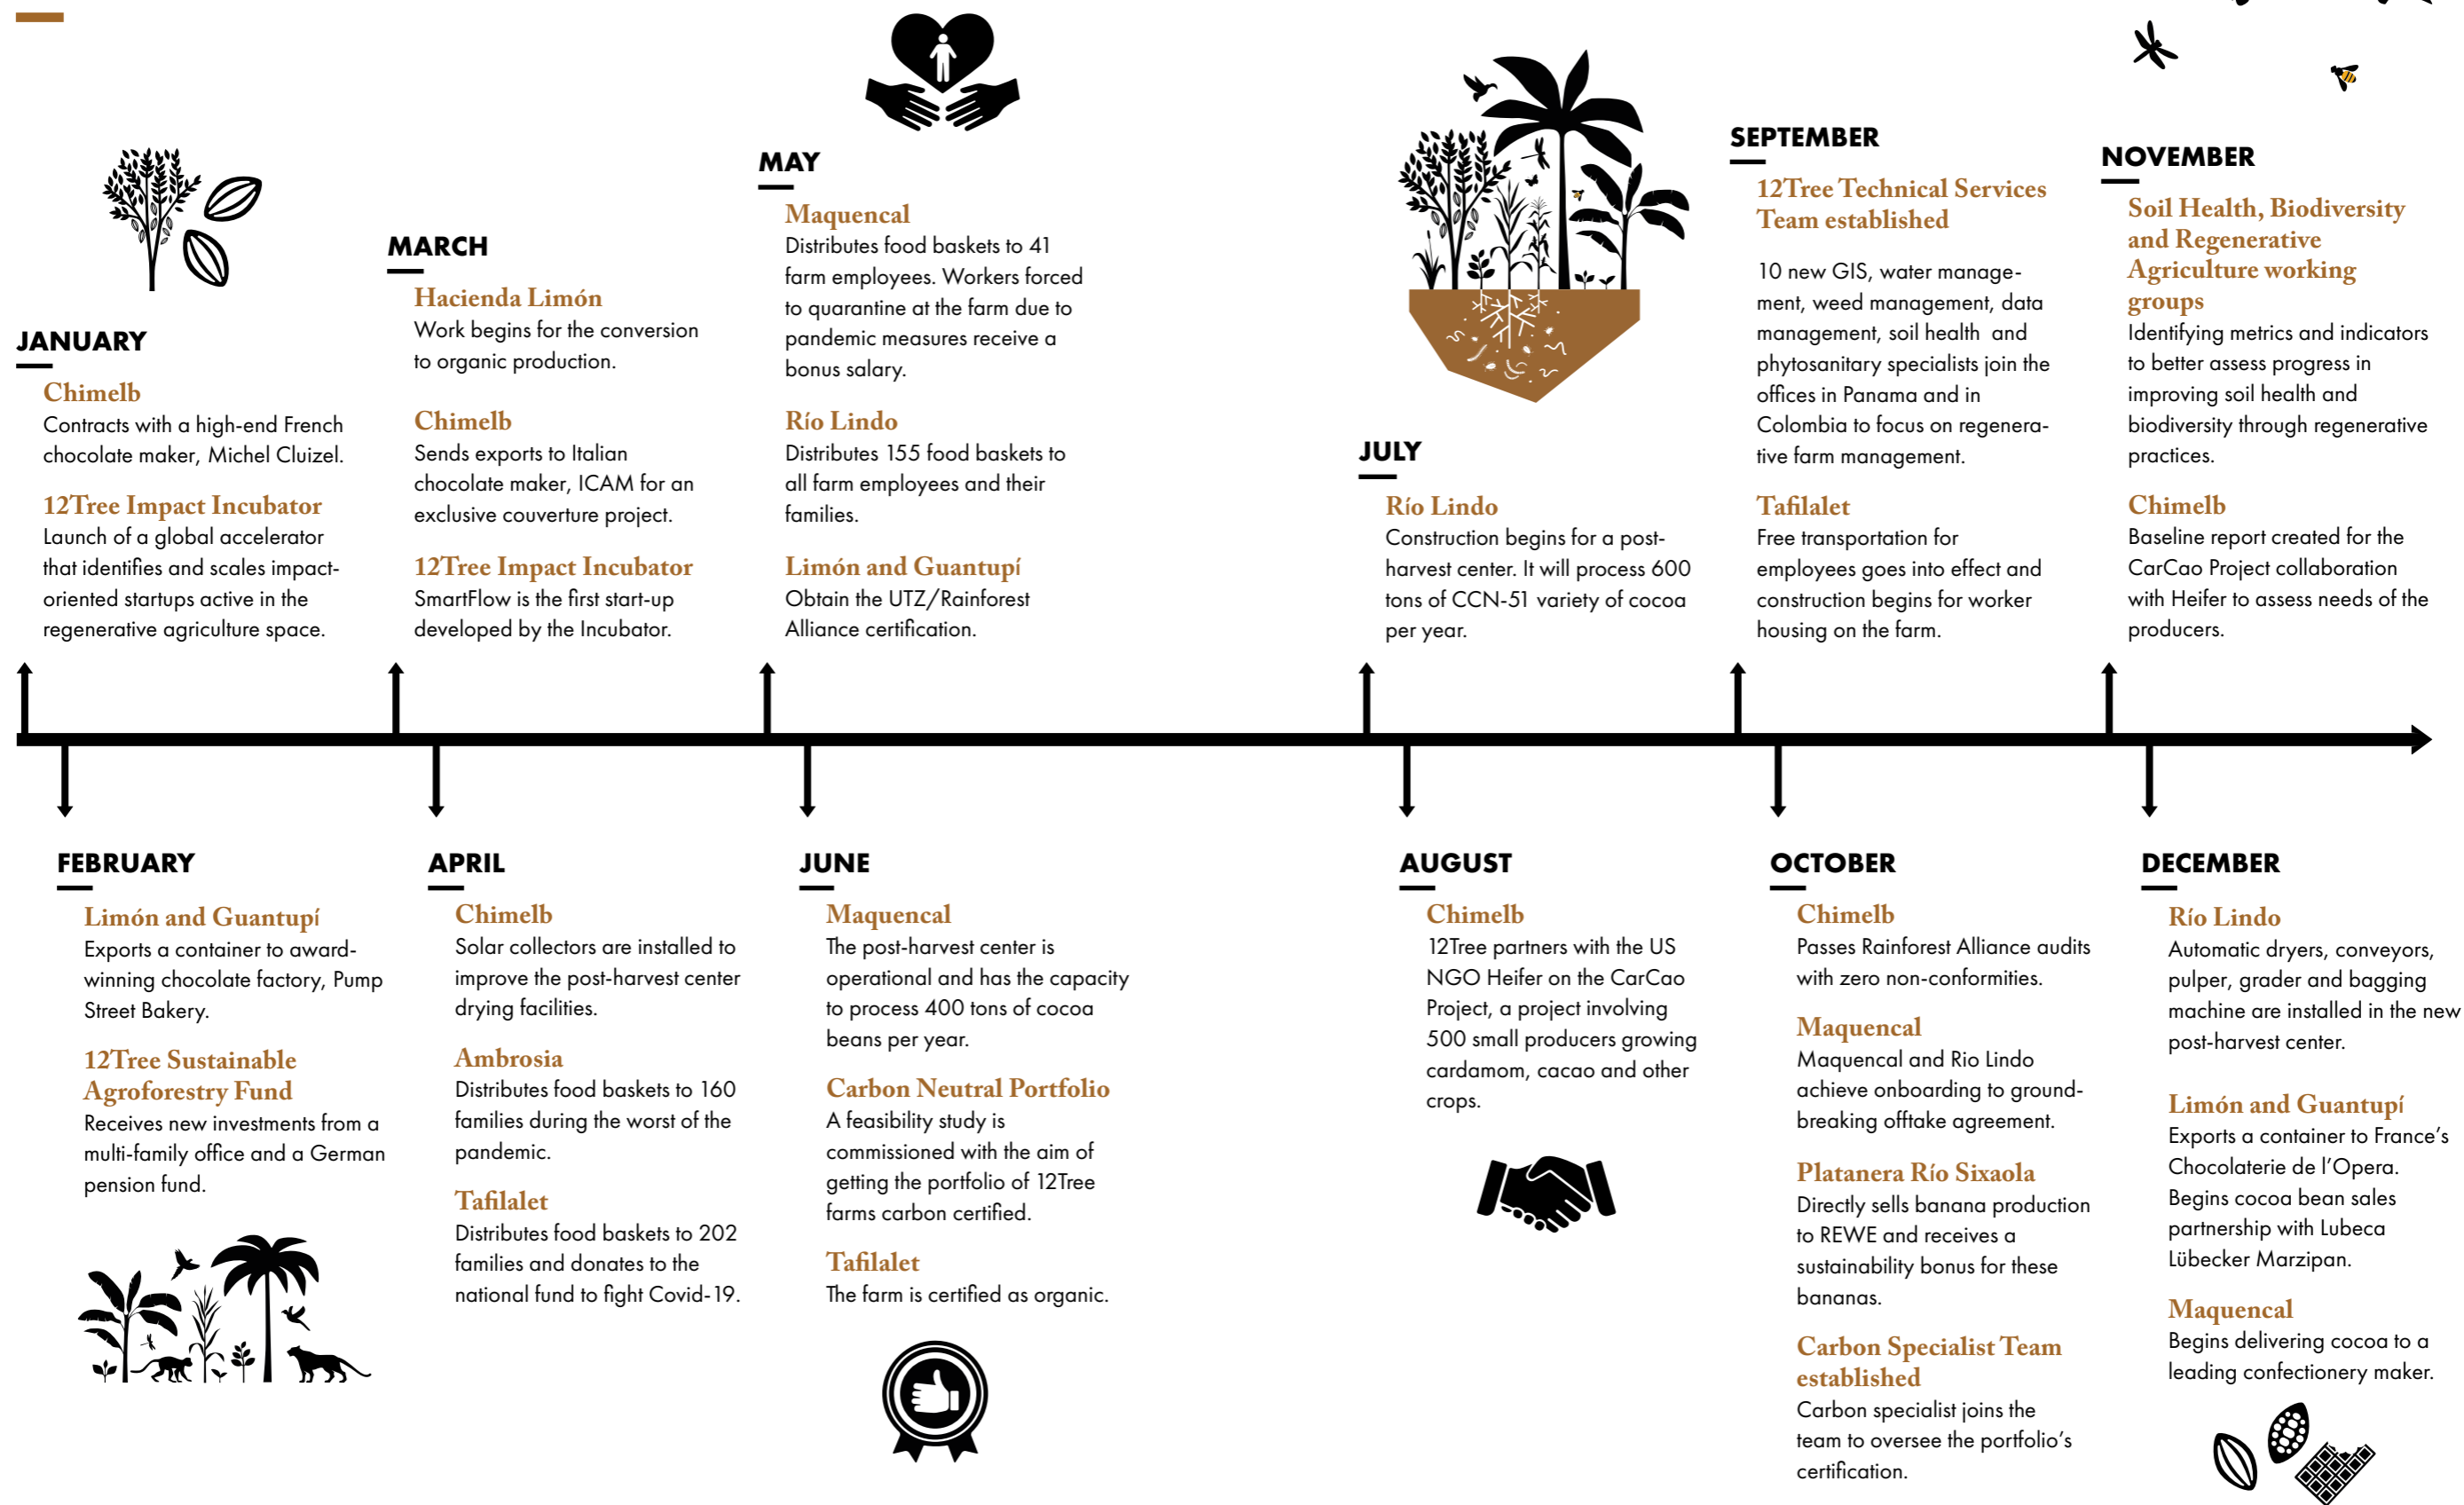 JANUARY
Chimelb
Contracts with a high-end French
chocolate maker, Michel Cluizel.
12Tree Impact Incubator
Launch of a global accelerator
that identifies and scales impact-
oriented startups active in the
regenerative agriculture space.
FEBRUARY
Limón and Guantupí
Exports a container to award-
winning chocolate factory, Pump
Street Bakery.
12Tree Sustainable
Agroforestry Fund
Receives new investments from a
multi-family office and a German
pension fund.
MARCH
Hacienda Limón
Work begins for the conversion
to organic production.
Chimelb
Sends exports to Italian
chocolate maker, ICAM for an
exclusive couverture project.
12Tree Impact Incubator
SmartFlow is the first start-up
developed by the Incubator.
APRIL
Chimelb
Solar collectors are installed to
improve the post-harvest center
drying facilities.
Ambrosia
Distributes food baskets to 160
families during the worst of the
pandemic.
Tafilalet
Distributes food baskets to 202
families and donates to the
national fund to fight Covid-19.
MAY
Maquencal
Distributes food baskets to 41
farm employees. Workers forced
to quarantine at the farm due to
pandemic measures receive a
bonus salary.
Río Lindo
Distributes 155 food baskets to
all farm employees and their
families.
Limón and Guantupí
Obtain the UTZ/Rainforest
Alliance certification.
JUNE
Maquencal
The post-harvest center is
operational and has the capacity
to process 400 tons of cocoa
beans per year.
Carbon Neutral Portfolio
A feasibility study is
commissioned with the aim of
getting the portfolio of 12Tree
farms carbon certified.
Tafilalet
The farm is certified as organic.
JULY
Río Lindo
Construction begins for a post-
harvest center. It will process 600
tons of CCN-51 variety of cocoa
per year.
AUGUST
Chimelb
12Tree partners with the US
NGO Heifer on the CarCao
Project, a project involving
500 small producers growing
cardamom, cacao and other
crops.
SEPTEMBER
12Tree Technical Services
Team established
10 new GIS, water manage-
ment, weed management, data
management, soil health and
phytosanitary specialists join the
offices in Panama and in
Colombia to focus on regenera-
tive farm management.
Tafilalet
Free transportation for
employees goes into effect and
construction begins for worker
housing on the farm.
OCTOBER
Chimelb
Passes Rainforest Alliance audits
with zero non-conformities.
Maquencal
Maquencal and Rio Lindo
achieve onboarding to ground-
breaking offtake agreement.
Platanera Río Sixaola
Directly sells banana production
to REWE and receives a
sustainability bonus for these
bananas.
Carbon Specialist Team
established
Carbon specialist joins the
team to oversee the portfolio's
certification.
NOVEMBER
Soil Health, Biodiversity
and Regenerative
Agriculture working
groups
Identifying metrics and indicators
to better assess progress in
improving soil health and
biodiversity through regenerative
practices.
Chimelb
Baseline report created for the
CarCao Project collaboration
with Heifer to assess needs of the
producers.
DECEMBER
Río Lindo
Automatic dryers, conveyors,
pulper, grader and bagging
machine are installed in the new
post-harvest center.
Limón and Guantupí
Exports a container to France's
Chocolaterie de l'Opera.
Begins cocoa bean sales
partnership with Lubeca
Lübecker Marzipan.
Maquencal
Begins delivering cocoa to a
leading confectionery maker.